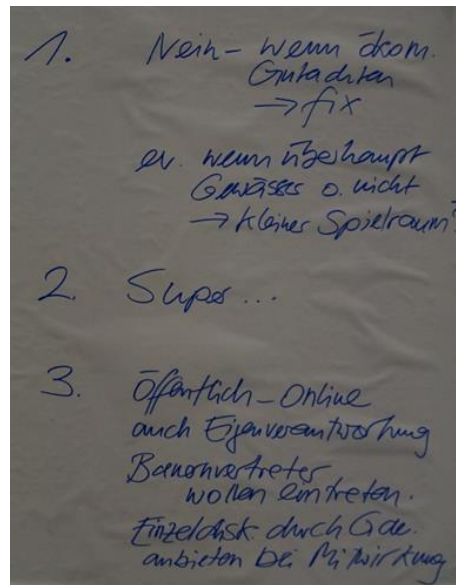 1. Nein – wenn ökom.
Gutachten
→ fix
ev. wenn überhaupt
Gewässer o. nicht
→ kleiner Spielraum?
2. Super...
3. Öffentlich – Online
auch Eigenverantwortung
Bauernvertreter
wollen eintreten.
Einzeldisk. durch Gde.
anbieten bei Mitwirkung